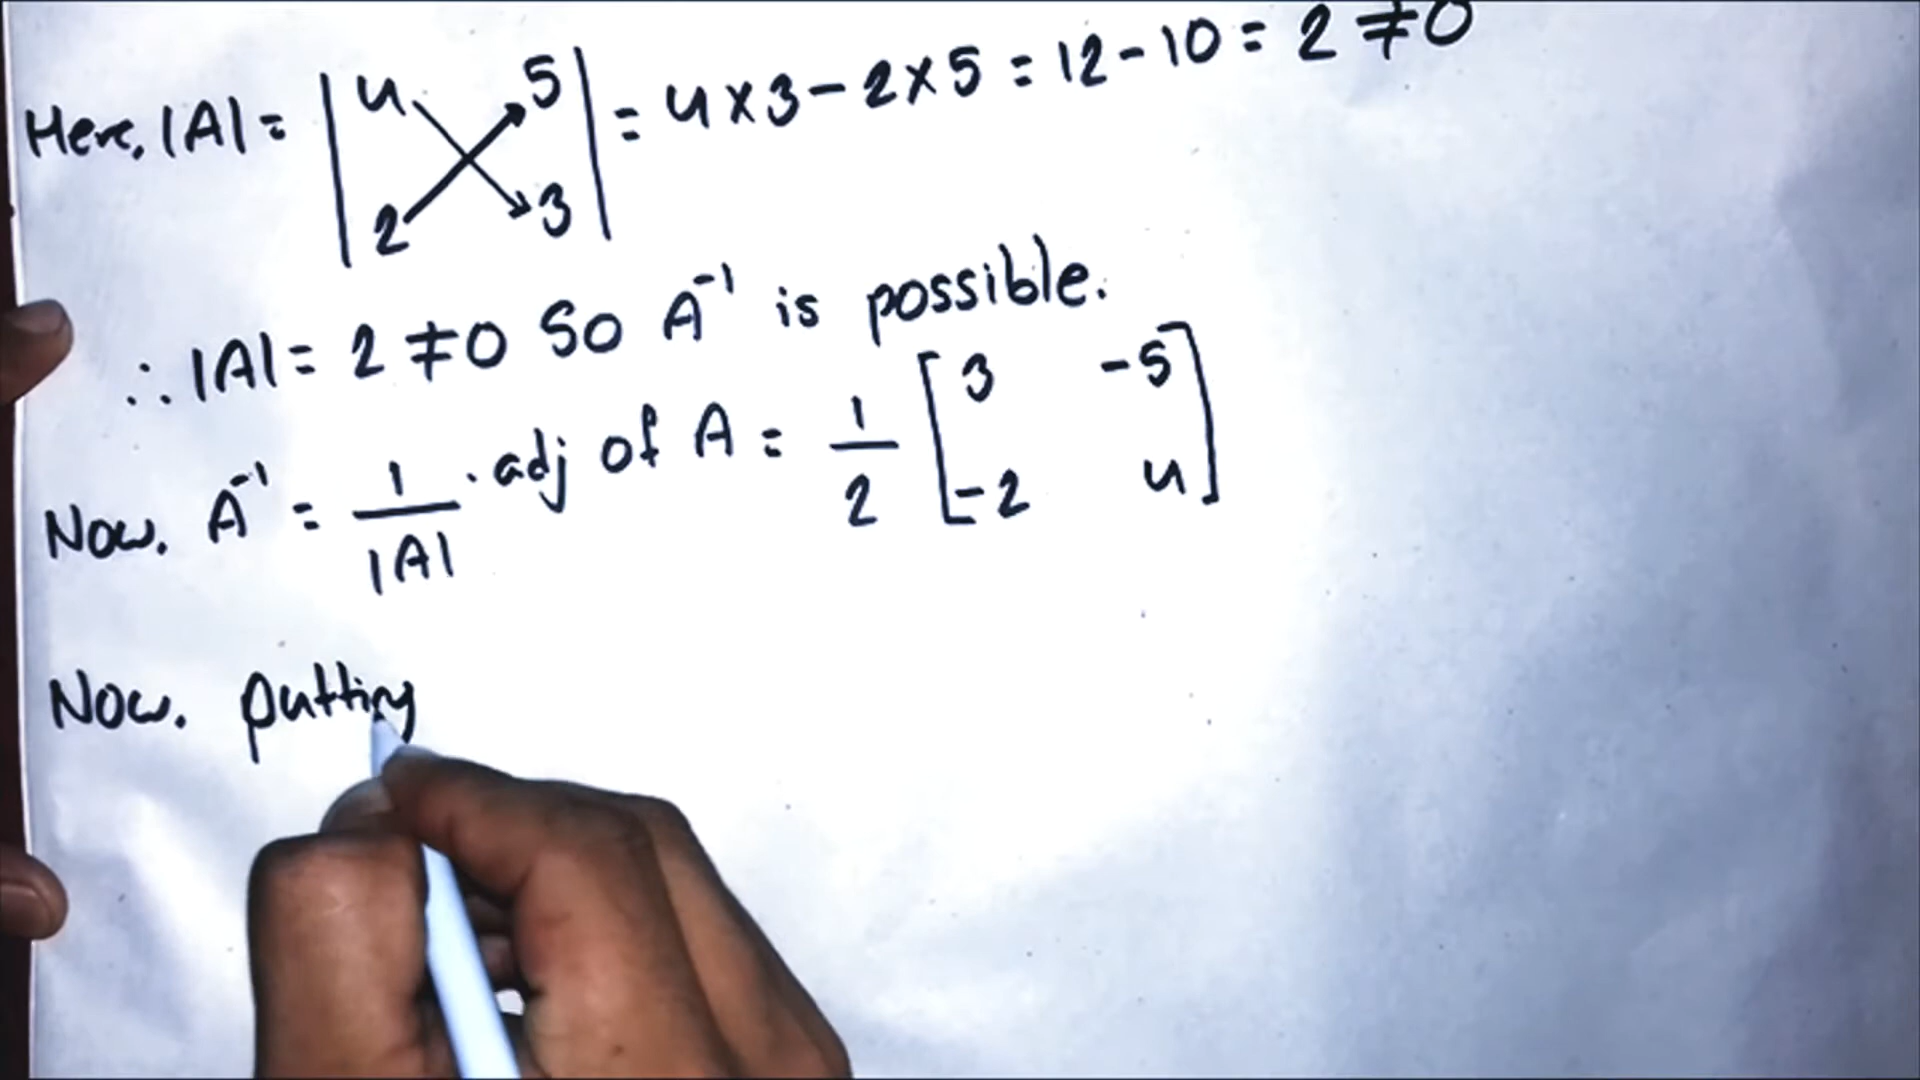 Here, |A| = | 4 5 | = 4×3 - 2×5 = 12 - 10 = 2 ≠ 0
2 3
∴ |A| = 2 ≠ 0 So A⁻¹ is possible.
Now. A⁻¹ = 1/|A| . adj of A = 1/2 [ 3 -5
-2 4 ]
Now. putting